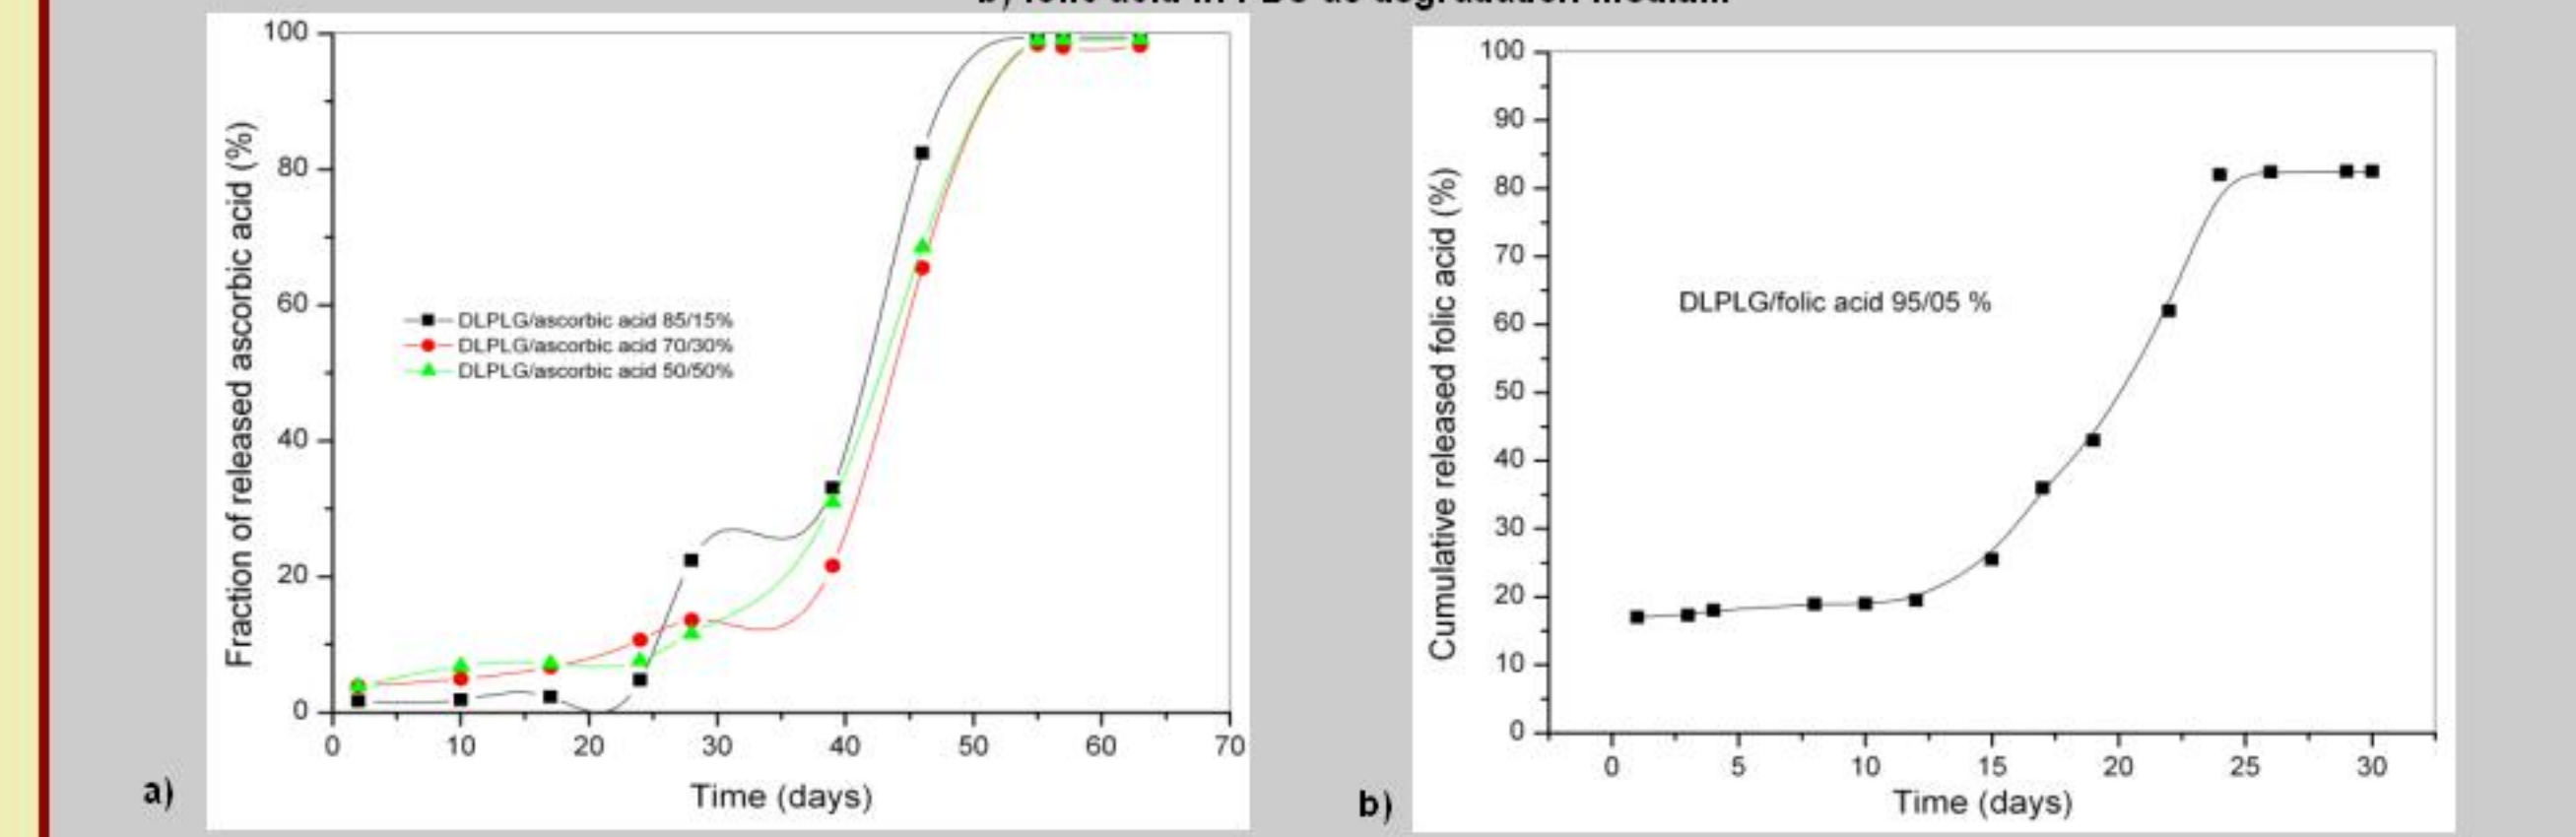 100
80
60
40
20
0
Fraction of released ascorbic acid (%)
DLPLG/ascorbic acid 85/15%
DLPLG/ascorbic acid 70/30%
DLPLG/ascorbic acid 50/50%
0 10 20 30 40 50 60 70
Time (days)
a)
100
90
80
70
60
50
40
30
20
10
0
Cumulative released folic acid (%)
DLPLG/folic acid 95/05 %
0 5 10 15 20 25 30
Time (days)
b)